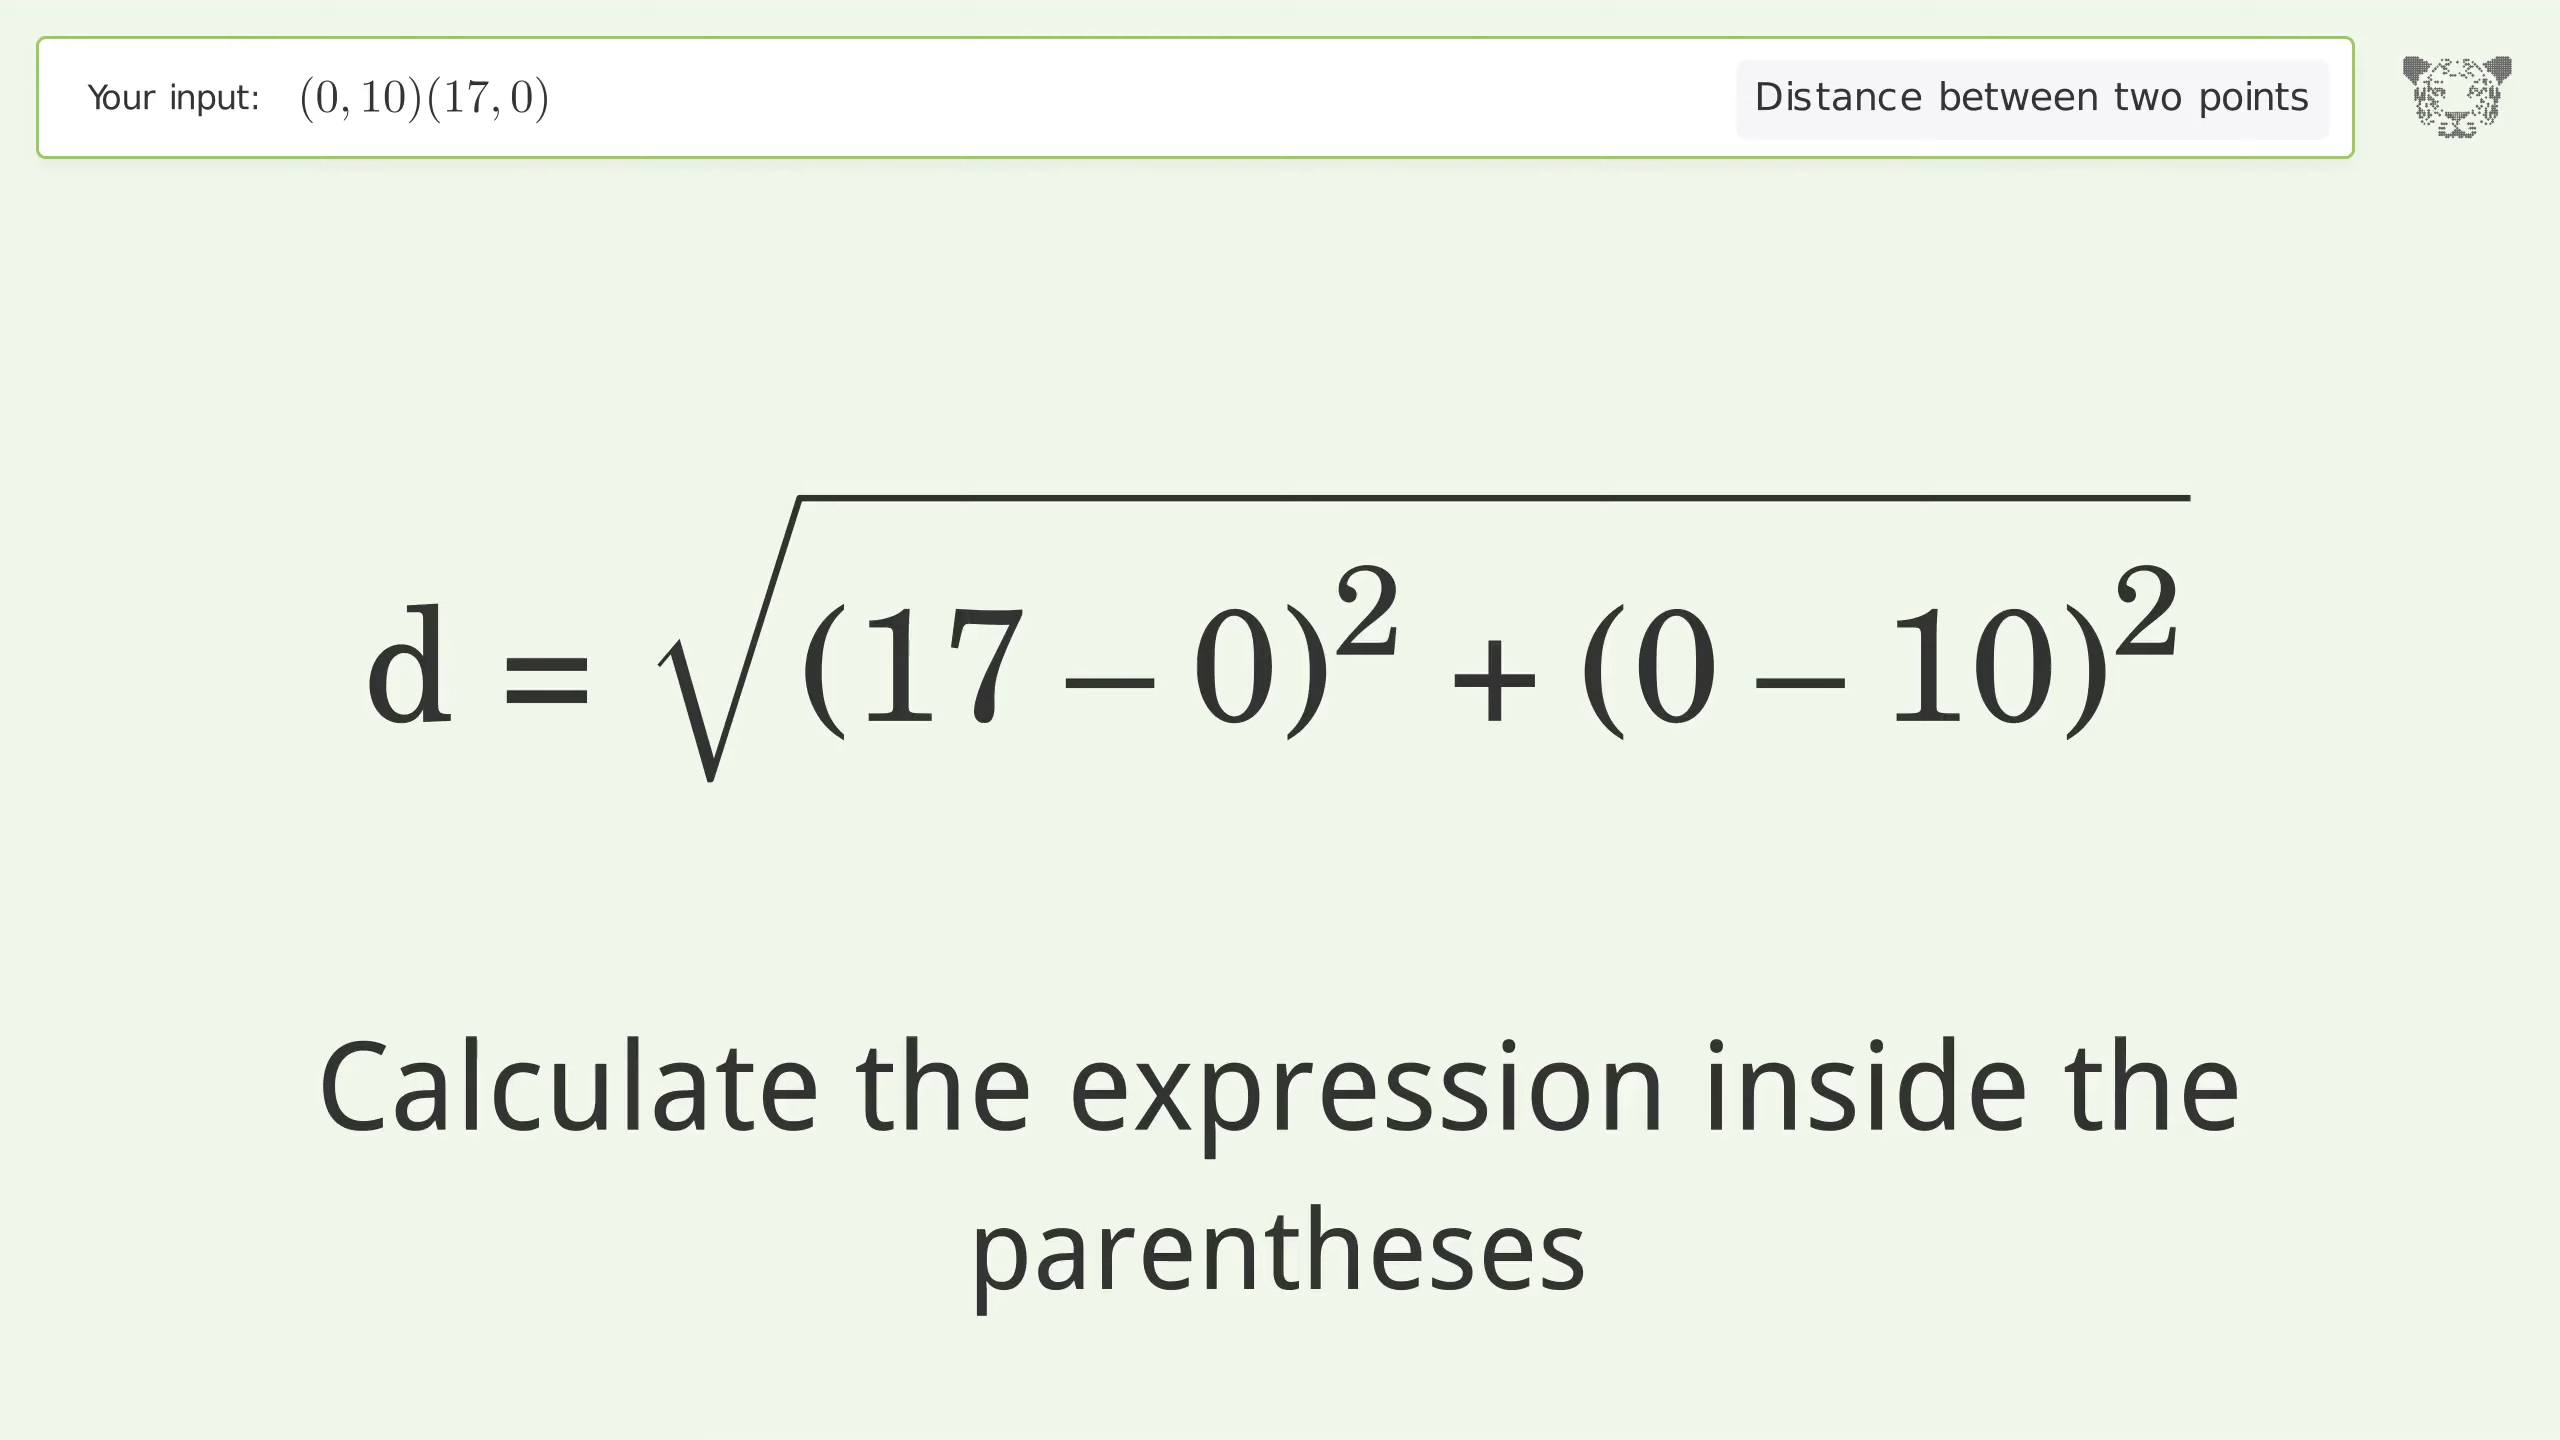 Your input: (0, 10)(17, 0)
Distance between two points
d = √(17 – 0)² + (0 – 10)²
Calculate the expression inside the
parentheses